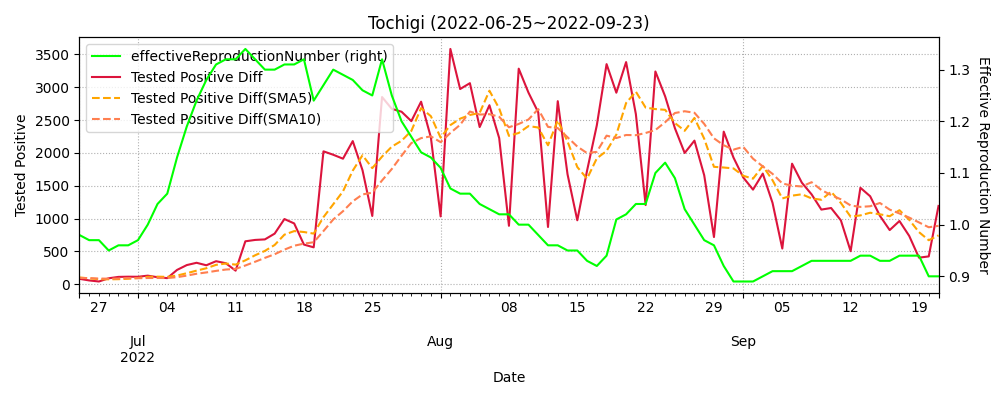 Tochigi (2022-06-25~2022-09-23)
effectiveReproductionNumber (right)
Tested Positive Diff
Tested Positive Diff(SMA5)
Tested Positive Diff(SMA10)
Tested Positive
3500
3000
2500
2000
1500
1000
500
0
1.3
1.2
1.1
1.0
0.9
Effective Reproduction Number
27 04 11 18 25 08 15 22 29 05 12 19
Jul Aug Sep
2022
Date